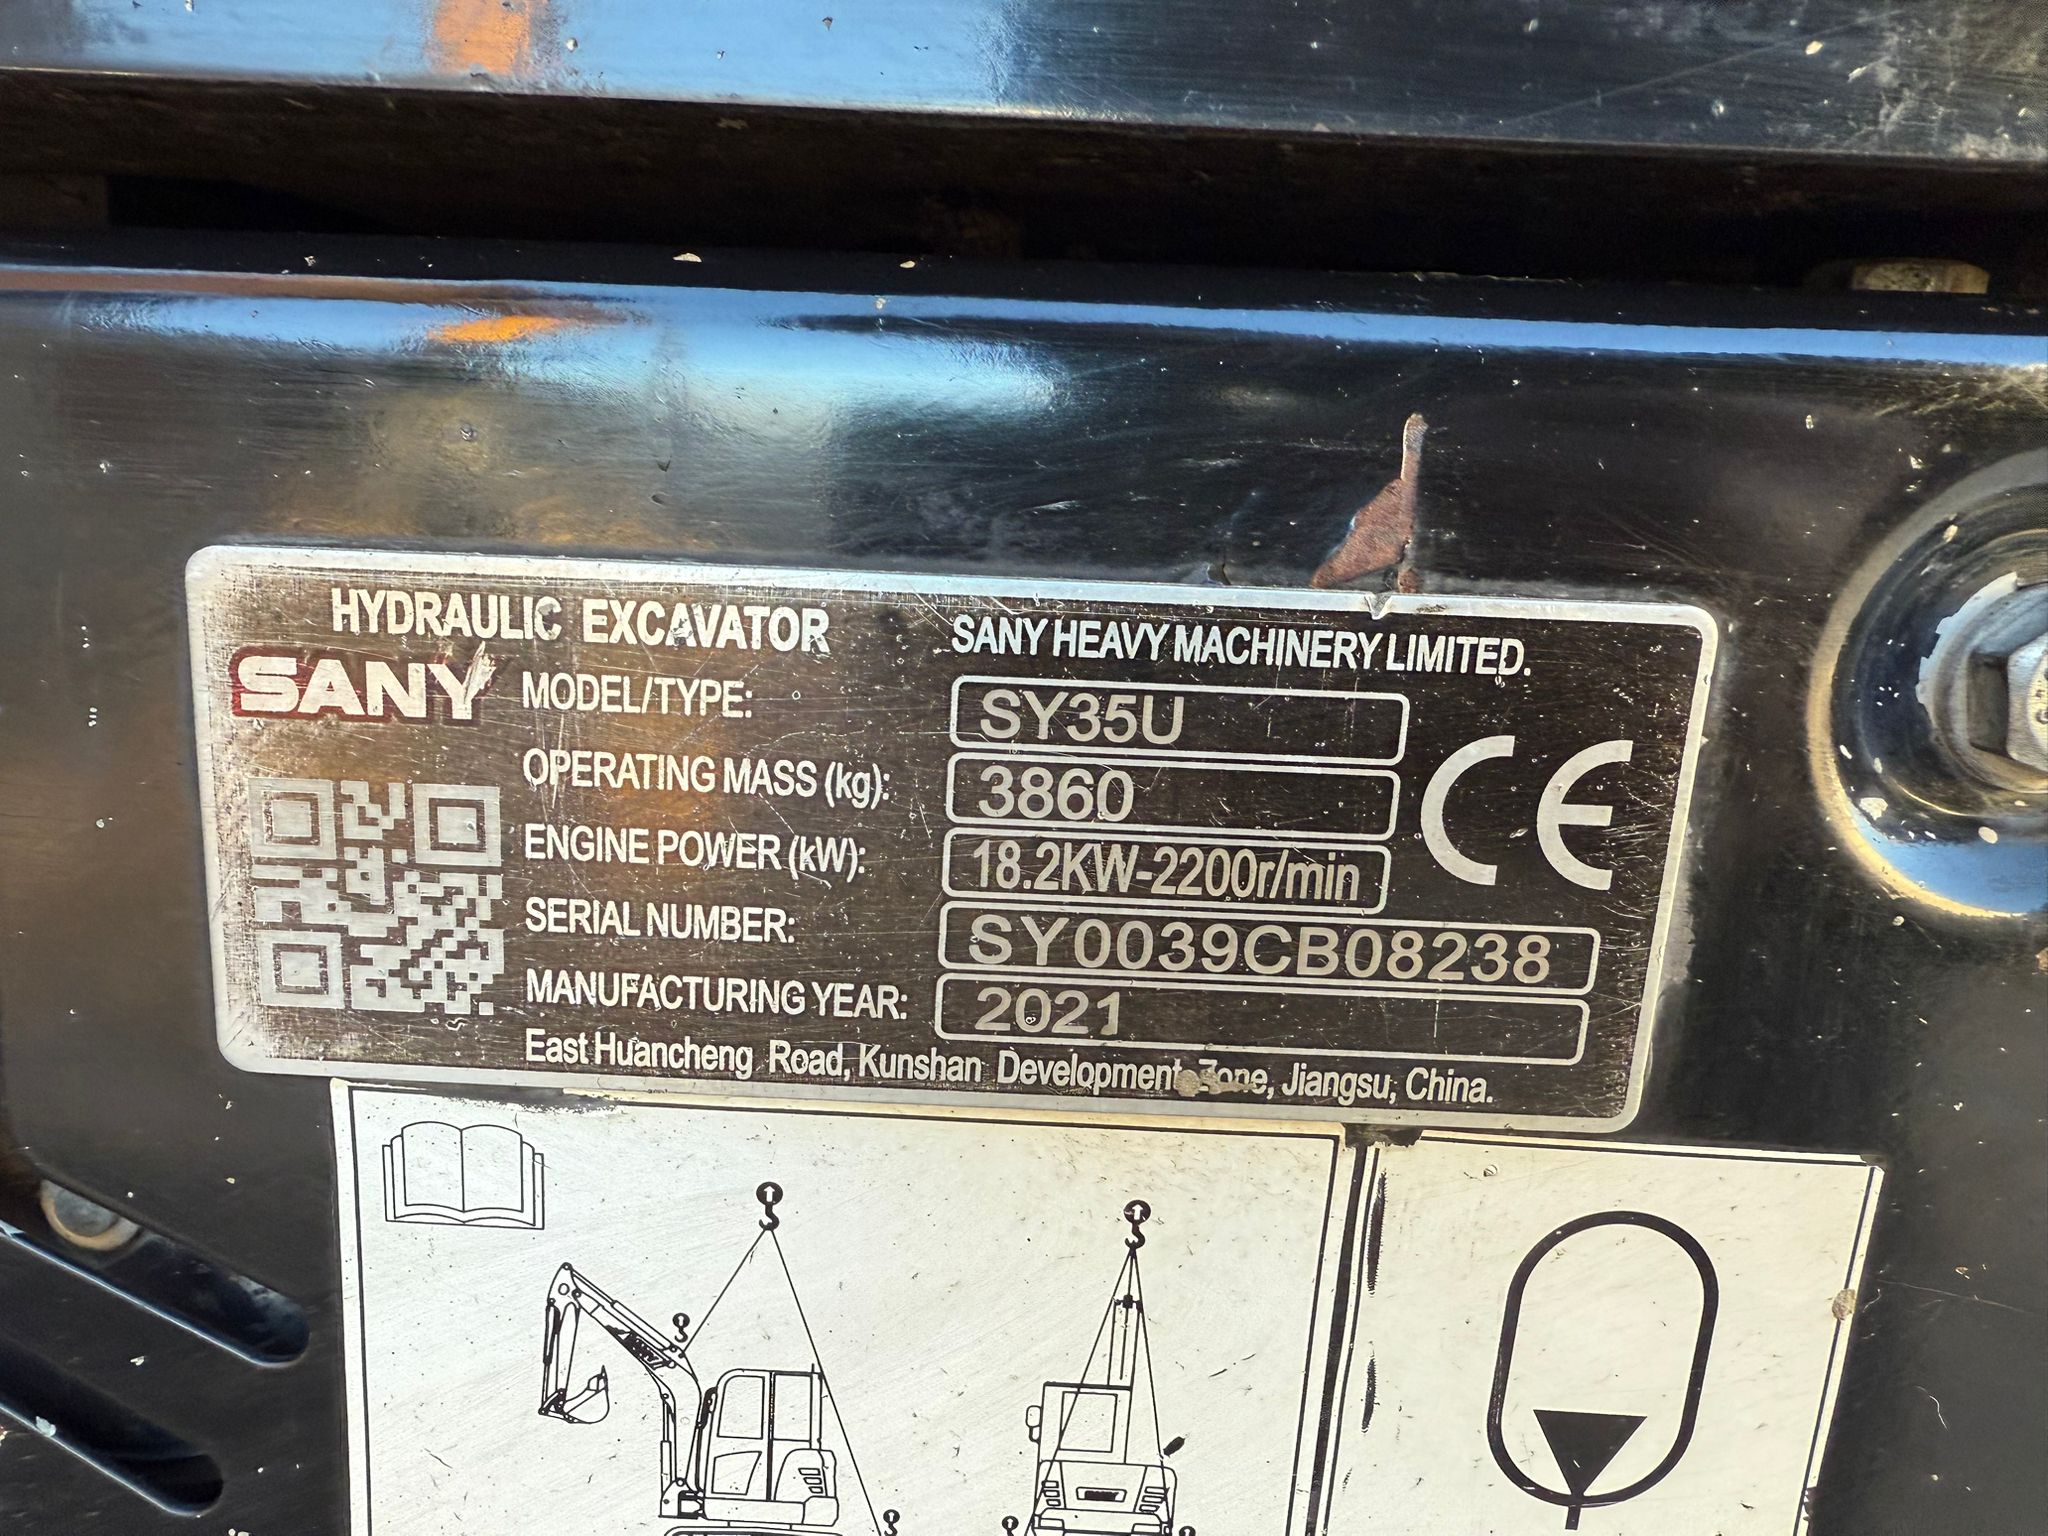 HYDRAULIC EXCAVATOR
SANY HEAVY MACHINERY LIMITED.
SANY
MODEL/TYPE: SY35U
OPERATING MASS (kg): 3860
CE
ENGINE POWER (kW): 18.2KW-2200r/min
SERIAL NUMBER: SY0039CB08238
MANUFACTURING YEAR: 2021
East Huancheng Road, Kunshan Development Zone, Jiangsu, China.